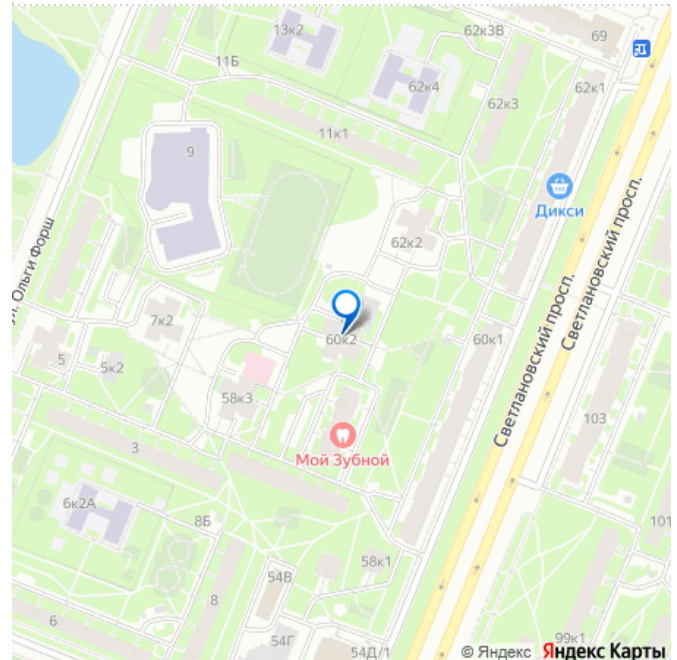 13к2
62к3В
69
11Б
62к4
62к1
62к3
11к1
9
Дикси
62к2
ул. Ольги Форш
Светлановский просп.
Светлановский просп.
7к2
60к2
60к1
5
5к2
58к3
103
Мой Зубной
3
6к2А
8Б
101
58к1
54В
8
6
54Г
54Д/1
99к1
© Яндекс Яндекс Карты